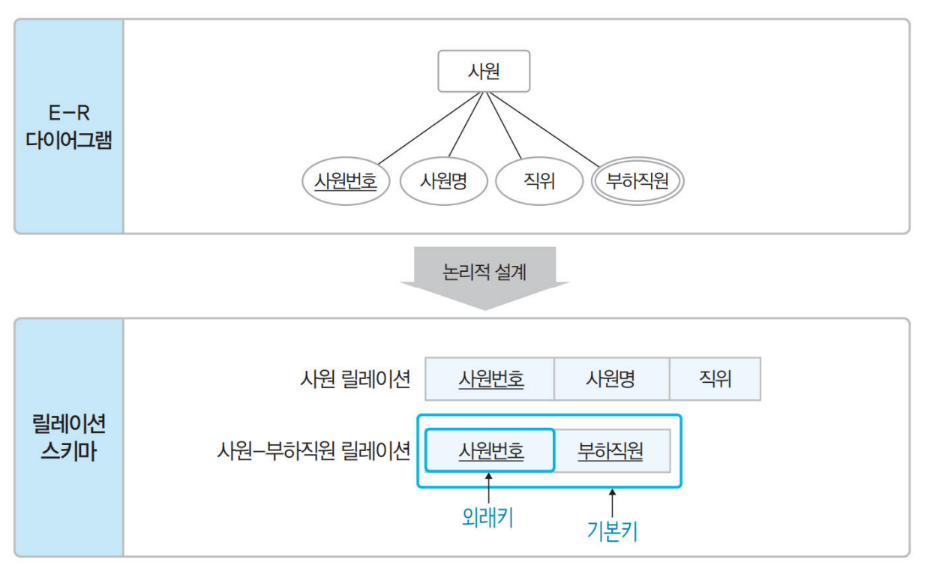 E-R
다이어그램
사원
사원번호 사원명 직위 부하직원
논리적 설계
릴레이션
스키마
사원 릴레이션 사원번호 사원명 직위
사원-부하직원 릴레이션 사원번호 부하직원
외래키
기본키